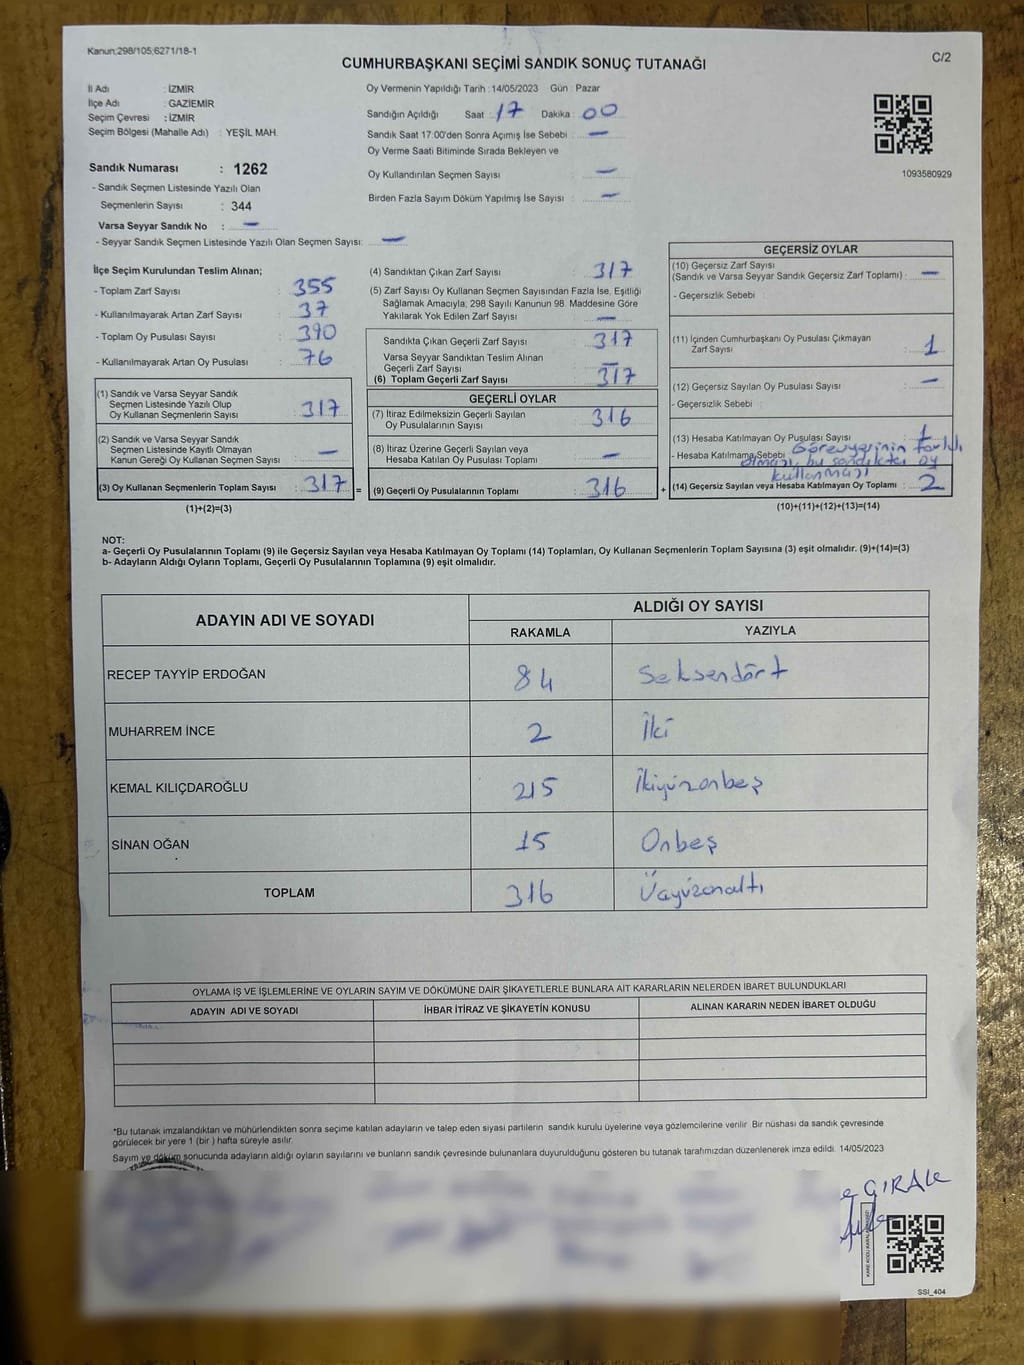 Kanun:298/105;6271/18-1
C/2
CUMHURBAŞKANI SEÇİMİ SANDIK SONUÇ TUTANAĞI
İl Adı : İZMİR
İlçe Adı : GAZİEMİR
Seçim Çevresi : İZMİR
Seçim Bölgesi (Mahalle Adı) : YEŞİL MAH.
Sandık Numarası : 1262
- Sandık Seçmen Listesinde Yazılı Olan
Seçmenlerin Sayısı : 344
Varsa Seyyar Sandık No : —
- Seyyar Sandık Seçmen Listesinde Yazılı Olan Seçmen Sayısı: —
Oy Vermenin Yapıldığı Tarih :14/05/2023 Gün : Pazar
Sandığın Açıldığı Saat : 17 Dakika : 00
Sandık Saat 17:00'den Sonra Açımış İse Sebebi : —
Oy Verme Saati Bitiminde Sırada Bekleyen ve
Oy Kullandırılan Seçmen Sayısı : —
Birden Fazla Sayım Döküm Yapılmış İse Sayısı : —
1093580929
İlçe Seçim Kurulundan Teslim Alınan;
- Toplam Zarf Sayısı : 355
- Kullanılmayarak Artan Zarf Sayısı : 37
- Toplam Oy Pusulası Sayısı : 390
- Kullanılmayarak Artan Oy Pusulası : 76
(1) Sandık ve Varsa Seyyar Sandık
Seçmen Listesinde Yazılı Olup
Oy Kullanan Seçmenlerin Sayısı : 317
(2) Sandık ve Varsa Seyyar Sandık
Seçmen Listesinde Kayıtlı Olmayan
Kanun Gereği Oy Kullanan Seçmen Sayısı : —
(3) Oy Kullanan Seçmenlerin Toplam Sayısı : 317 =
(1)+(2)=(3)
(4) Sandıktan Çıkan Zarf Sayısı : 317
(5) Zarf Sayısı Oy Kullanan Seçmen Sayısından Fazla İse, Eşitliği
Sağlamak Amacıyla, 298 Sayılı Kanunun 98. Maddesine Göre
Yakılarak Yok Edilen Zarf Sayısı : —
Sandıkta Çıkan Geçerli Zarf Sayısı : 317
Varsa Seyyar Sandıktan Teslim Alınan
Geçerli Zarf Sayısı : —
(6) Toplam Geçerli Zarf Sayısı : 317
GEÇERLİ OYLAR
(7) İtiraz Edilmeksizin Geçerli Sayılan
Oy Pusulalarının Sayısı : 316
(8) İtiraz Üzerine Geçerli Sayılan veya
Hesaba Katılan Oy Pusulası Toplamı : —
(9) Geçerli Oy Pusulalarının Toplamı : 316 +
GEÇERSİZ OYLAR
(10) Geçersiz Zarf Sayısı
(Sandık ve Varsa Seyyar Sandık Geçersiz Zarf Toplamı) : —
- Geçersizlik Sebebi :
(11) İçinden Cumhurbaşkanı Oy Pusulası Çıkmayan
Zarf Sayısı : 1
(12) Geçersiz Sayılan Oy Pusulası Sayısı : —
- Geçersizlik Sebebi :
(13) Hesaba Katılmayan Oy Pusulası Sayısı : 1
- Hesaba Katılmama Sebebi : Görevyerinin farklı
olması, bu sandıkta oy
kullanması
(14) Geçersiz Sayılan veya Hesaba Katılmayan Oy Toplamı : 2
(10)+(11)+(12)+(13)=(14)
NOT:
a- Geçerli Oy Pusulalarının Toplamı (9) ile Geçersiz Sayılan veya Hesaba Katılmayan Oy Toplamı (14) Toplamları, Oy Kullanan Seçmenlerin Toplam Sayısına (3) eşit olmalıdır. (9)+(14)=(3)
b- Adayların Aldığı Oyların Toplamı, Geçerli Oy Pusulalarının Toplamına (9) eşit olmalıdır.
ADAYIN ADI VE SOYADI
ALDIĞI OY SAYISI
RAKAMLA YAZIYLA
RECEP TAYYİP ERDOĞAN 84 Seksendört
MUHARREM İNCE 2 İki
KEMAL KILIÇDAROĞLU 215 İkiyüzonbeş
SİNAN OĞAN 15 Onbeş
TOPLAM 316 Üçyüzonaltı
OYLAMA İŞ VE İŞLEMLERİNE VE OYLARIN SAYIM VE DÖKÜMÜNE DAİR ŞİKAYETLERLE BUNLARA AİT KARARLARIN NELERDEN İBARET BULUNDUKLARI
ADAYIN ADI VE SOYADI İHBAR İTİRAZ VE ŞİKAYETİN KONUSU ALINAN KARARIN NEDEN İBARET OLDUĞU
*Bu tutanak imzalandıktan ve mühürlendikten sonra seçime katılan adayların ve talep eden siyasi partilerin sandık kurulu üyelerine veya gözlemcilerine verilir. Bir nüshası da sandık çevresinde
görülecek bir yere 1 (bir ) hafta süreyle asılır.
Sayım ve döküm sonucunda adayların aldığı oyların sayılarını ve bunların sandık çevresinde bulunanlara duyurulduğunu gösteren bu tutanak tarafımızdan düzenlenerek imza edildi. 14/05/2023
SSI_404